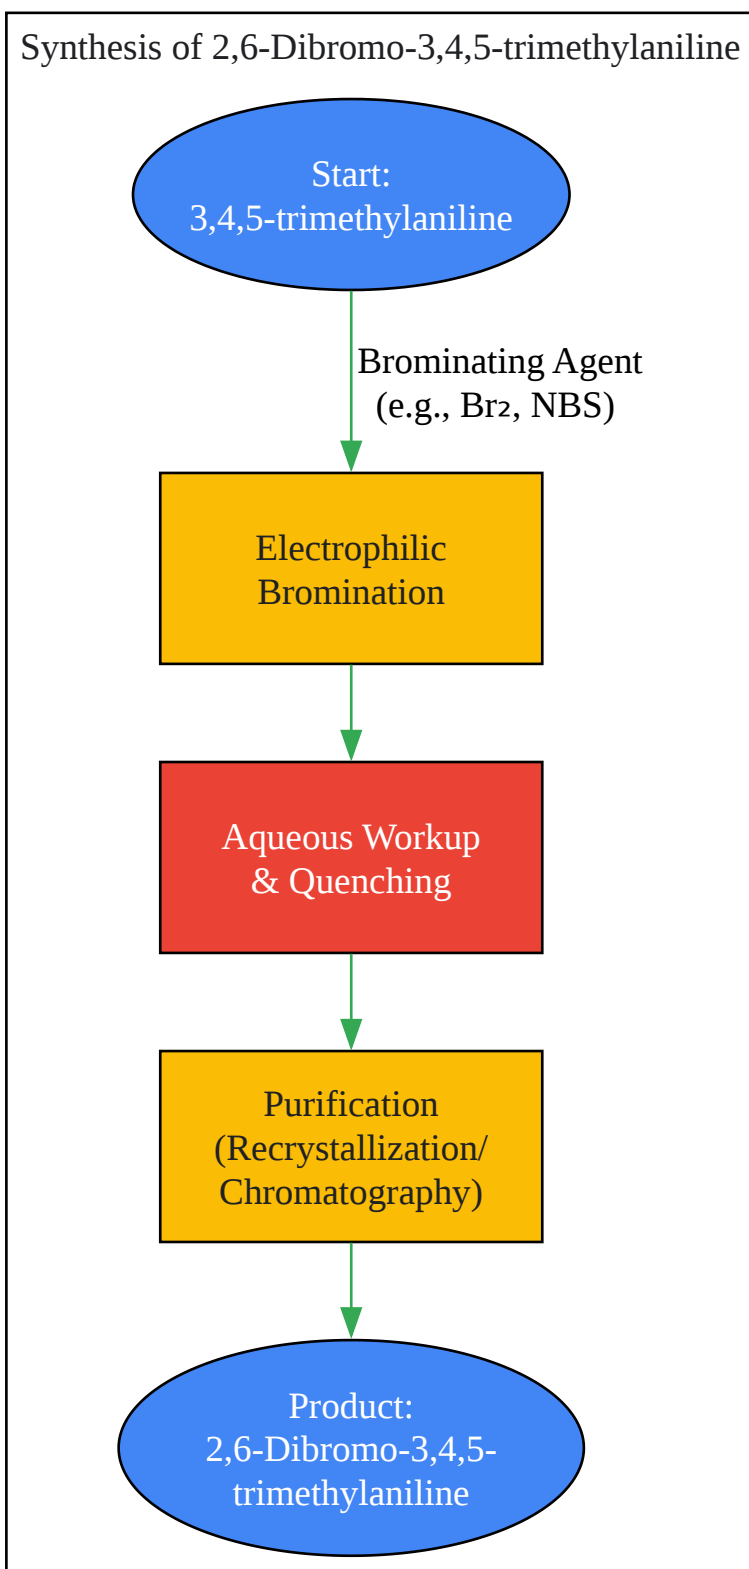 Synthesis of 2,6-Dibromo-3,4,5-trimethylaniline
Start:
3,4,5-trimethylaniline
Brominating Agent
(e.g., Br₂, NBS)
Electrophilic
Bromination
Aqueous Workup
& Quenching
Purification
(Recrystallization/
Chromatography)
Product:
2,6-Dibromo-3,4,5-
trimethylaniline